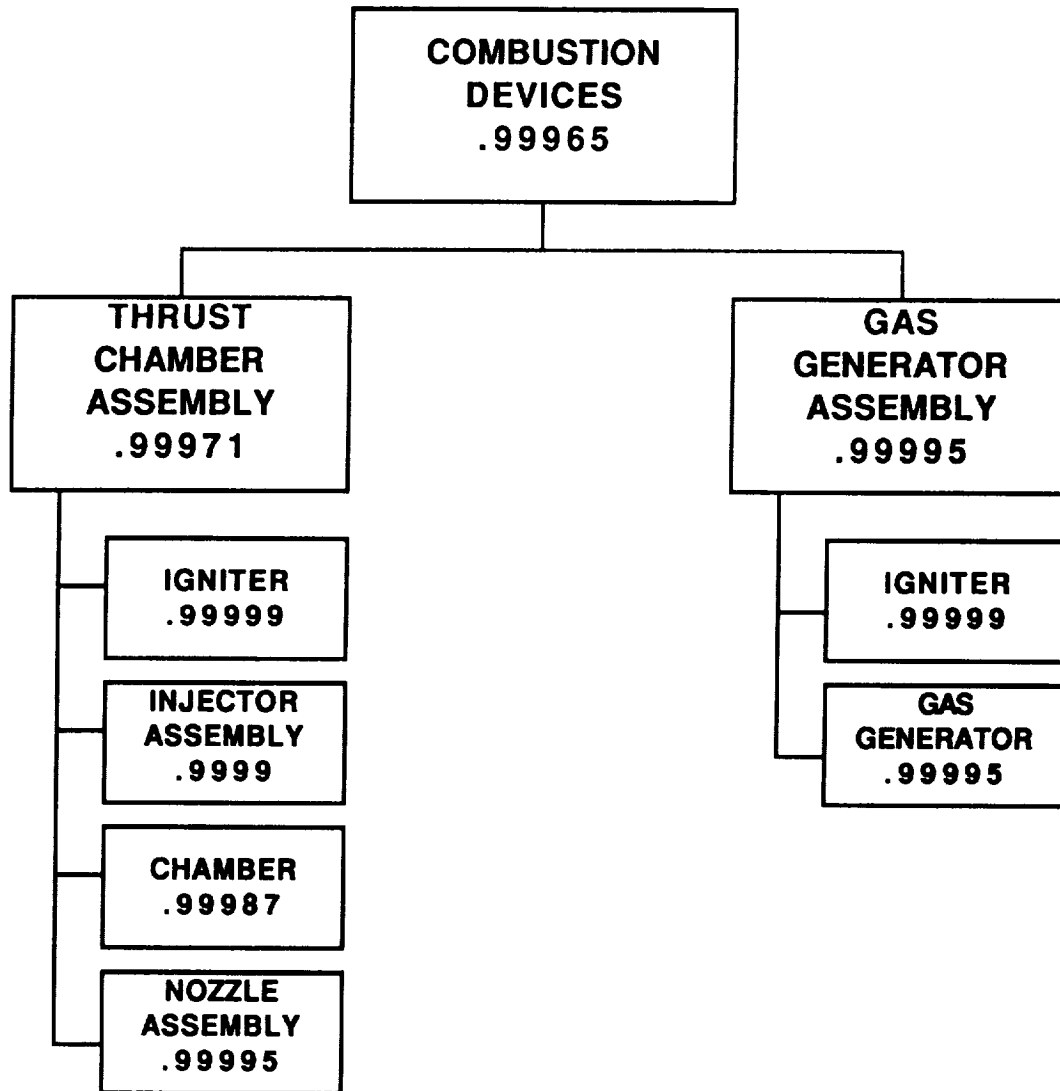 COMBUSTION
DEVICES
.99965
THRUST
CHAMBER
ASSEMBLY
.99971
IGNITER
.99999
INJECTOR
ASSEMBLY
.9999
CHAMBER
.99987
NOZZLE
ASSEMBLY
.99995
GAS
GENERATOR
ASSEMBLY
.99995
IGNITER
.99999
GAS
GENERATOR
.99995